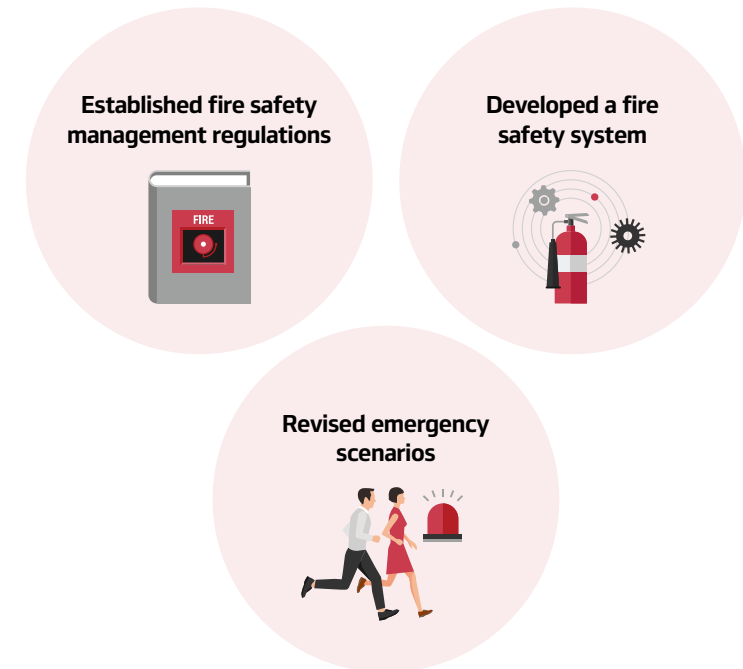 Established fire safety
management regulations
FIRE
Developed a fire
safety system
Revised emergency
scenarios